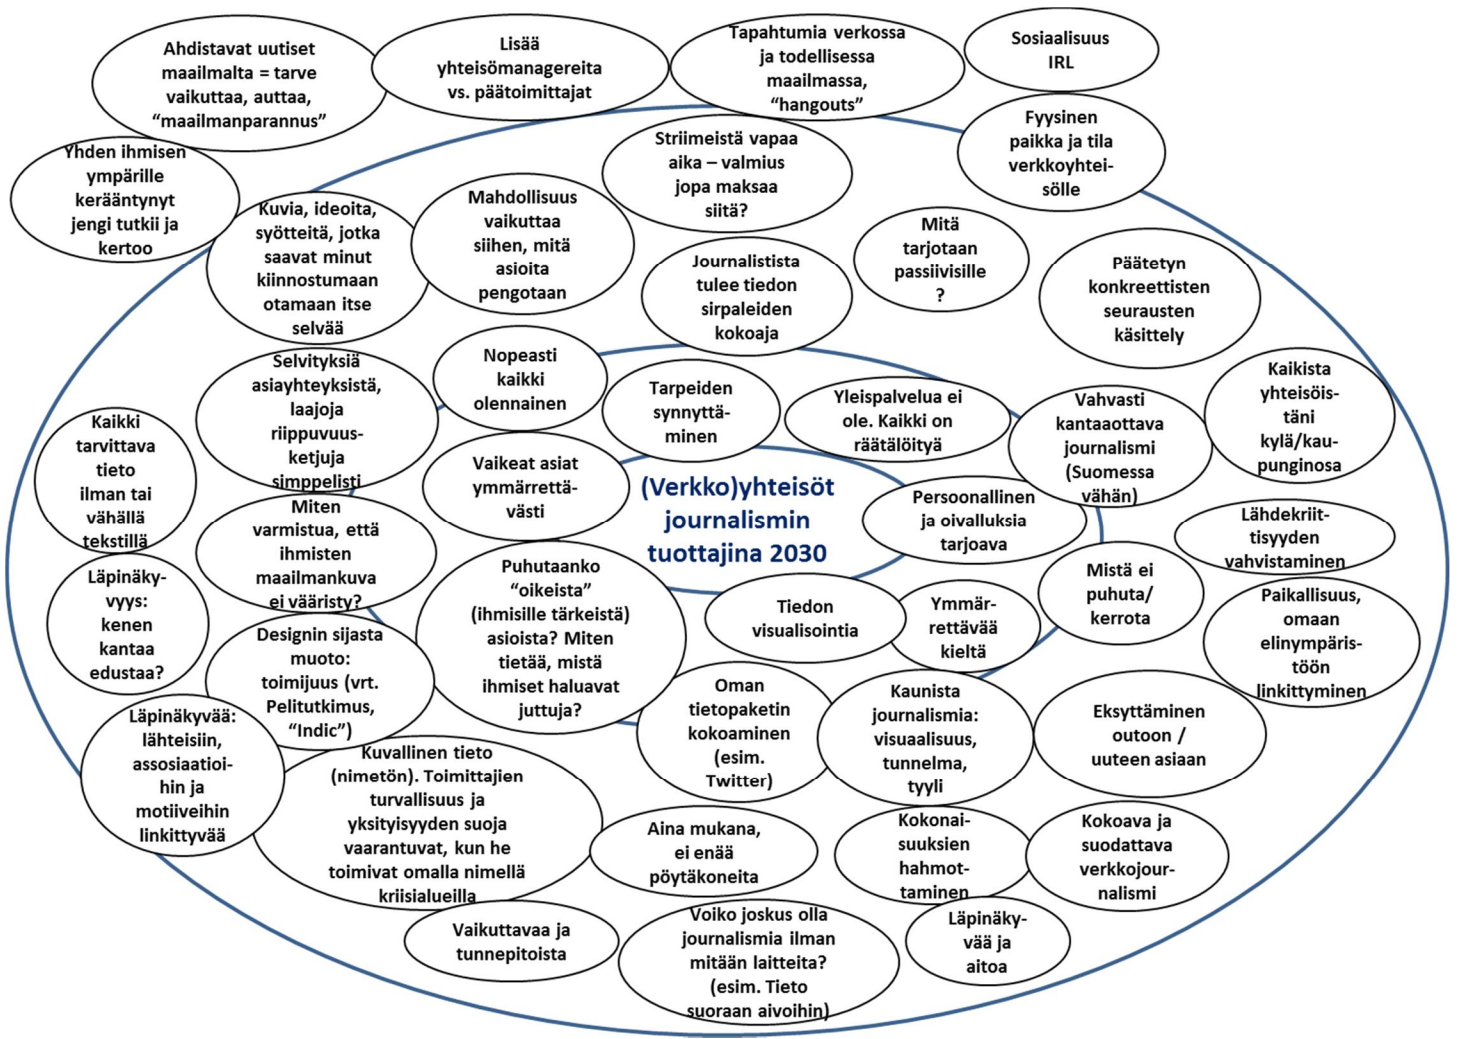 Ahdistavat uutiset
maailmalta = tarve
vaikuttaa, auttaa,
“maailmanparannus”
Lisää
yhteisömanagereita
vs. päätoimittajat
Tapahtumia verkossa
ja todellisessa
maailmassa,
“hangouts”
Sosiaalisuus
IRL
Yhden ihmisen
ympärille
kerääntynyt
jengi tutkii ja
kertoo
Kuvia, ideoita,
syötteitä, jotka
saavat minut
kiinnostumaan
otamaan itse
selvää
Mahdollisuus
vaikuttaa
siihen, mitä
asioita
pengotaan
Striimeistä vapaa
aika – valmius
jopa maksaa
siitä?
Fyysinen
paikka ja tila
verkkoyhtei-
sölle
Journalistista
tulee tiedon
sirpaleiden
kokoaja
Mitä
tarjotaan
passiivisille
?
Päätetyn
konkreettisten
seurausten
käsittely
Selvityksiä
asiayhteyksistä,
laajoja
riippuvuus-
ketjuja
simppelisti
Nopeasti
kaikki
olennainen
Tarpeiden
synnyttä-
minen
Yleispalvelua ei
ole. Kaikki on
räätälöityä
Vahvasti
kantaaottava
journalismi
(Suomessa
vähän)
Kaikista
yhteisöis-
täni
kylä/kau-
punginosa
Kaikki
tarvittava
tieto
ilman tai
vähällä
tekstillä
Vaikeat asiat
ymmärrettä-
västi
(Verkko)yhteisöt
journalismin
tuottajina 2030
Persoonallinen
ja oivalluksia
tarjoava
Lähdekriit-
tisyyden
vahvistaminen
Miten
varmistua, että
ihmisten
maailmankuva
ei vääristy?
Läpinäky-
vyys:
kenen
kantaa
edustaa?
Puhutaanko
“oikeista”
(ihmisille tärkeistä)
asioista? Miten
tietää, mistä
ihmiset haluavat
juttuja?
Tiedon
visualisointia
Ymmär-
rettävää
kieltä
Mistä ei
puhuta/
kerrota
Paikallisuus,
omaan
elinympäris-
töön
linkittyminen
Designin sijasta
muoto:
toimijuus (vrt.
Pelitutkimus,
“Indic”)
Läpinäkyvää:
lähteisiin,
assosiaatioi-
hin ja
motiiveihin
linkittyvää
Oman
tietopaketin
kokoaminen
(esim.
Twitter)
Kaunista
journalismia:
visuaalisuus,
tunnelma,
tyyli
Eksyttäminen
outoon /
uuteen asiaan
Kuvallinen tieto
(nimetön). Toimittajien
turvallisuus ja
yksityisyyden suoja
vaarantuvat, kun he
toimivat omalla nimellä
kriisialueilla
Aina mukana,
ei enää
pöytäkoneita
Kokonai-
suuksien
hahmot-
taminen
Kokoava ja
suodattava
verkkojour-
nalismi
Vaikuttavaa ja
tunnepitoista
Voiko joskus olla
journalismia ilman
mitään laitteita?
(esim. Tieto
suoraan aivoihin)
Läpinäky-
vää ja
aitoa